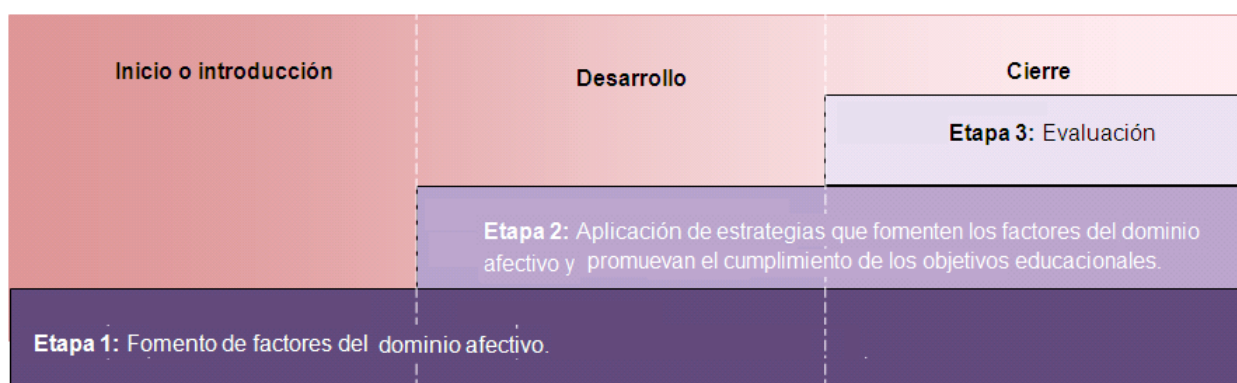 Inicio o introducción
Desarrollo
Cierre
Etapa 3: Evaluación
Etapa 2: Aplicación de estrategias que fomenten los factores del dominio
afectivo y promuevan el cumplimiento de los objetivos educacionales.
Etapa 1: Fomento de factores del dominio afectivo.